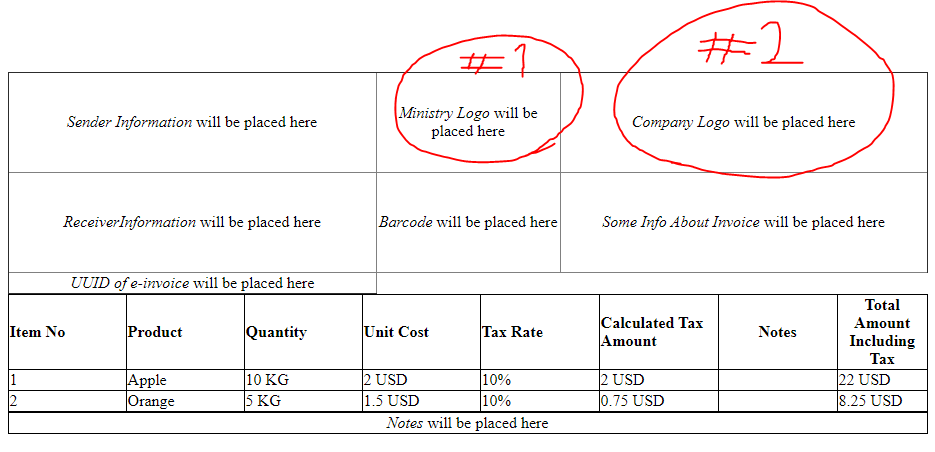 #1
#2
Sender Information will be placed here
Ministry Logo will be
placed here
Company Logo will be placed here
ReceiverInformation will be placed here
Barcode will be placed here
Some Info About Invoice will be placed here
UUID of e-invoice will be placed here
Item No
Product
Quantity
Unit Cost
Tax Rate
Calculated Tax
Amount
Notes
Total
Amount
Including
Tax
1 Apple 10 KG 2 USD 10% 2 USD 22 USD
2 Orange 5 KG 1.5 USD 10% 0.75 USD 8.25 USD
Notes will be placed here